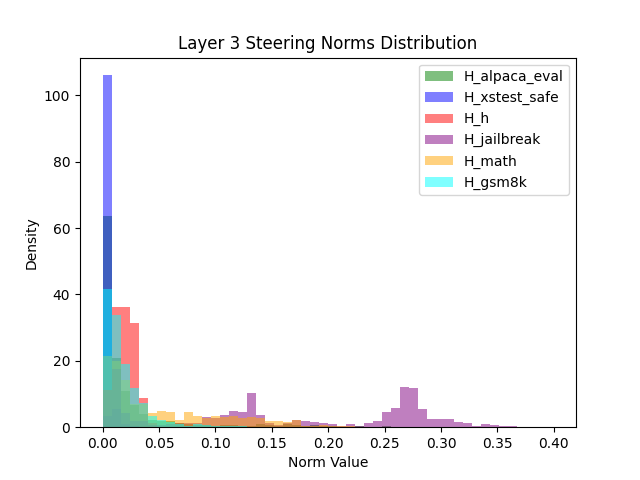 Layer 3 Steering Norms Distribution
H_alpaca_eval
H_xstest_safe
H_h
H_jailbreak
H_math
H_gsm8k
Density
100
80
60
40
20
0
0.00 0.05 0.10 0.15 0.20 0.25 0.30 0.35 0.40
Norm Value